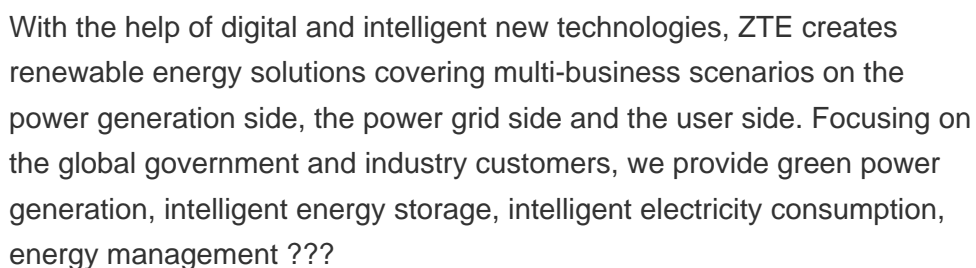 With the help of digital and intelligent new technologies, ZTE creates
renewable energy solutions covering multi-business scenarios on the
power generation side, the power grid side and the user side. Focusing on
the global government and industry customers, we provide green power
generation, intelligent energy storage, intelligent electricity consumption,
energy management ???